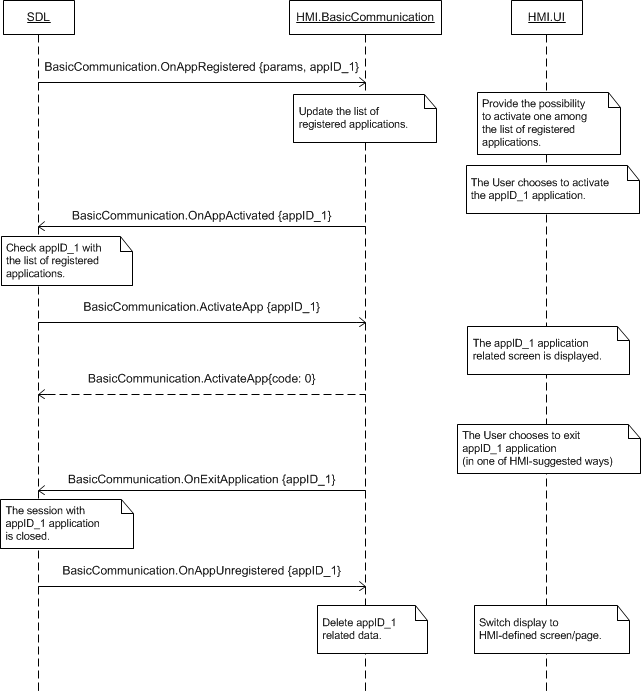 SDL
HMI.BasicCommunication
HMI.UI
BasicCommunication.OnAppRegistered {params, appID_1}
Update the list of
registered applications.
Provide the possibility
to activate one among
the list of registered
applications.
The User chooses to activate
the appID_1 application.
BasicCommunication.OnAppActivated {appID_1}
Check appID_1 with
the list of registered
applications.
BasicCommunication.ActivateApp {appID_1}
The appID_1 application
related screen is displayed.
BasicCommunication.ActivateApp{code: 0}
The User chooses to exit
appID_1 application
(in one of HMI-suggested ways)
BasicCommunication.OnExitApplication {appID_1}
The session with
appID_1 application
is closed.
BasicCommunication.OnAppUnregistered {appID_1}
Delete appID_1
related data.
Switch display to
HMI-defined screen/page.